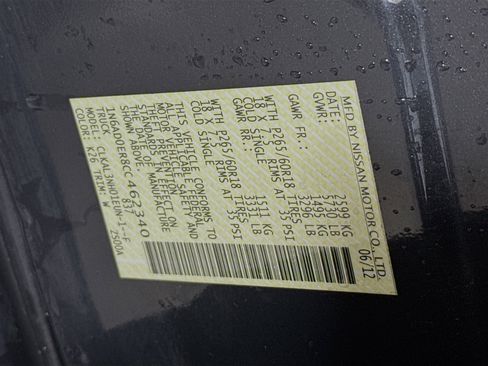 MFD BY NISSAN MOTOR CO., LTD.
DATE: 06/12
GVWR: 2599 KG
5730 LB
GAWR FR.: 1495 KG
3296 LB
WITH P265/60R18 TIRES
18 X 7.5 RIMS AT 35 PSI
COLD SINGLE
GAWR RR.: 1511 KG
3331 LB
WITH P265/60R18 TIRES
18 X 7.5 RIMS AT 35 PSI
COLD SINGLE
THIS VEHICLE CONFORMS TO
ALL APPLICABLE FEDERAL
MOTOR VEHICLE SAFETY AND
THEFT PREVENTION
STANDARDS IN EFFECT ON
THE DATE OF MANUFACTURE
SHOWN ABOVE.
TRUCK
MODEL:
COLOR: K26 TRIM: W Z500A